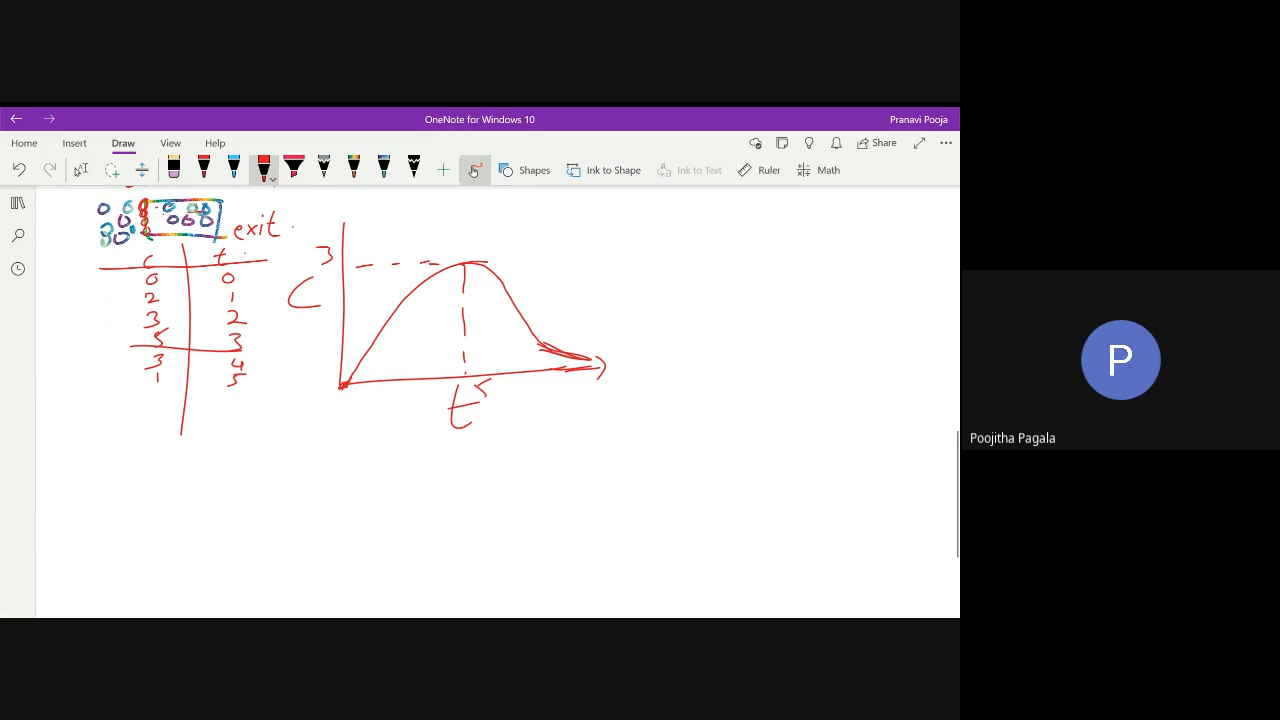 OneNote for Windows 10
Pranavi Pooja
Home Insert Draw View Help
Share
Shapes Ink to Shape Ink to Text Ruler Math
exit
C t
0 0
2 1
3 2
5 3
3 4
1 5
3
C
5
t
P
Poojitha Pagala